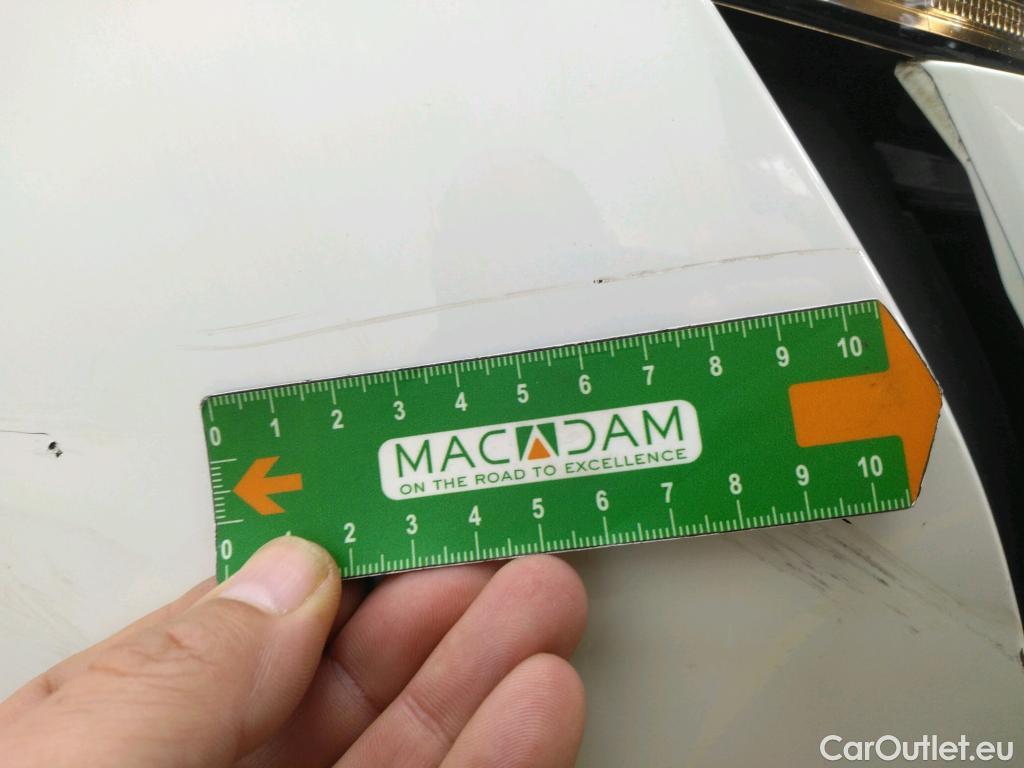 0 1 2 3 4 5 6 7 8 9 10
MACADAM
ON THE ROAD TO EXCELLENCE
0 1 2 3 4 5 6 7 8 9 10
CarOutlet.eu